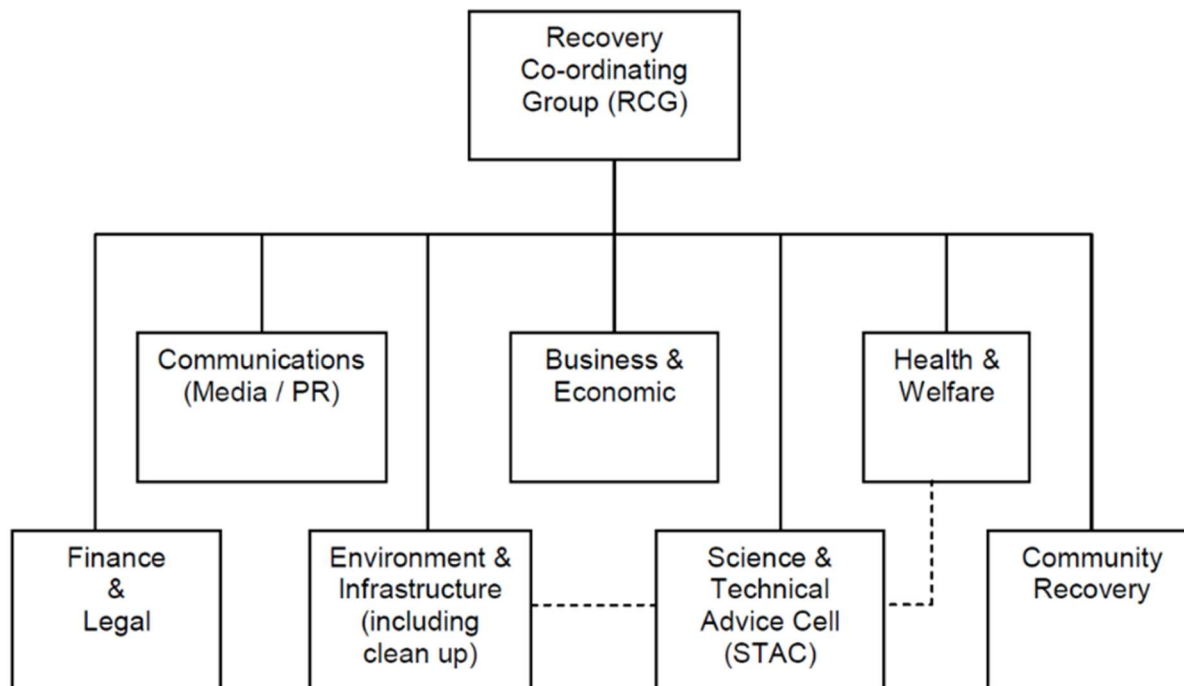 Recovery
Co-ordinating
Group (RCG)
Communications
(Media / PR)
Business &
Economic
Health &
Welfare
Finance
&
Legal
Environment &
Infrastructure
(including
clean up)
Science &
Technical
Advice Cell
(STAC)
Community
Recovery